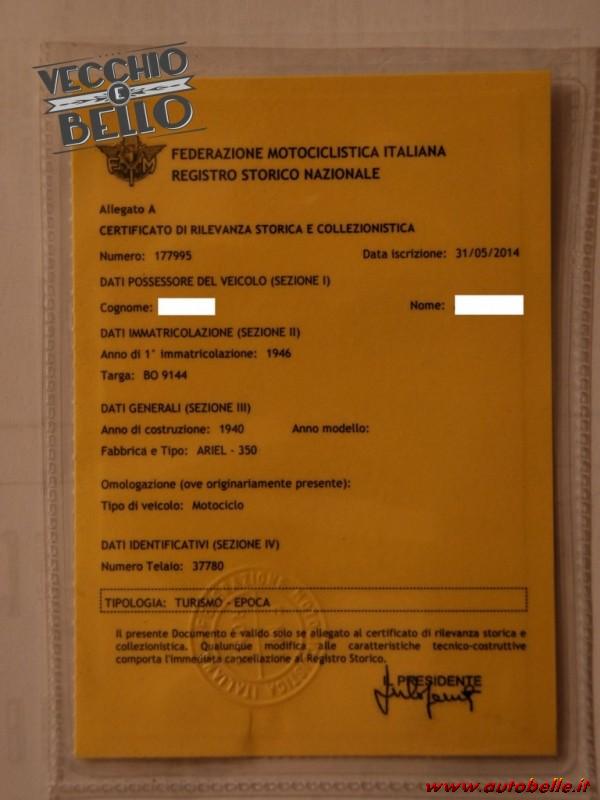 VECCHIO
E
BELLO
FEDERAZIONE MOTOCICLISTICA ITALIANA
REGISTRO STORICO NAZIONALE
Allegato A
CERTIFICATO DI RILEVANZA STORICA E COLLEZIONISTICA
Numero: 177995 Data iscrizione: 31/05/2014
DATI POSSESSORE DEL VEICOLO (SEZIONE I)
Cognome: Nome:
DATI IMMATRICOLAZIONE (SEZIONE II)
Anno di 1° immatricolazione: 1946
Targa: BO 9144
DATI GENERALI (SEZIONE III)
Anno di costruzione: 1940 Anno modello:
Fabbrica e Tipo: ARIEL - 350
Omologazione (ove originariamente presente):
Tipo di veicolo: Motociclo
DATI IDENTIFICATIVI (SEZIONE IV)
Numero Telaio: 37780
TIPOLOGIA: TURISMO - EPOCA
Il presente Documento è valido solo se allegato al certificato di rilevanza storica e
collezionistica. Qualunque modifica alle caratteristiche tecnico-costruttive
comporta l'immediata cancellazione al Registro Storico.
IL PRESIDENTE
www.autobelle.it